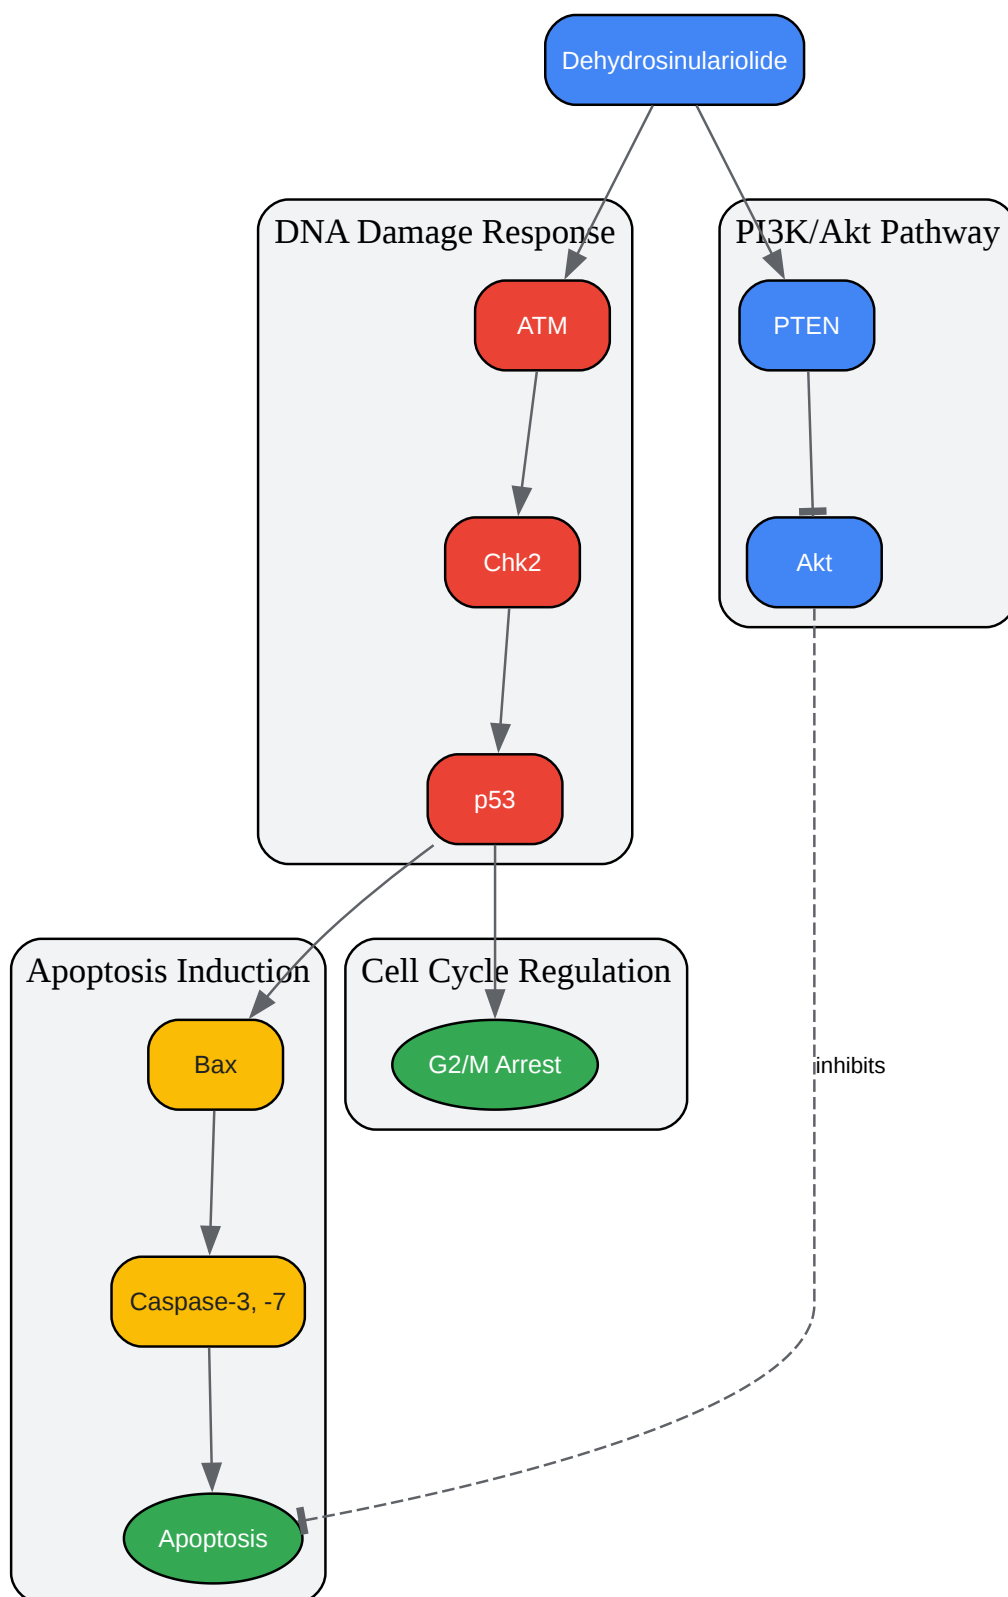 Dehydrosinulariolide
DNA Damage Response
PI3K/Akt Pathway
ATM
PTEN
Chk2
Akt
p53
Apoptosis Induction
Cell Cycle Regulation
Bax
G2/M Arrest
inhibits
Caspase-3, -7
Apoptosis